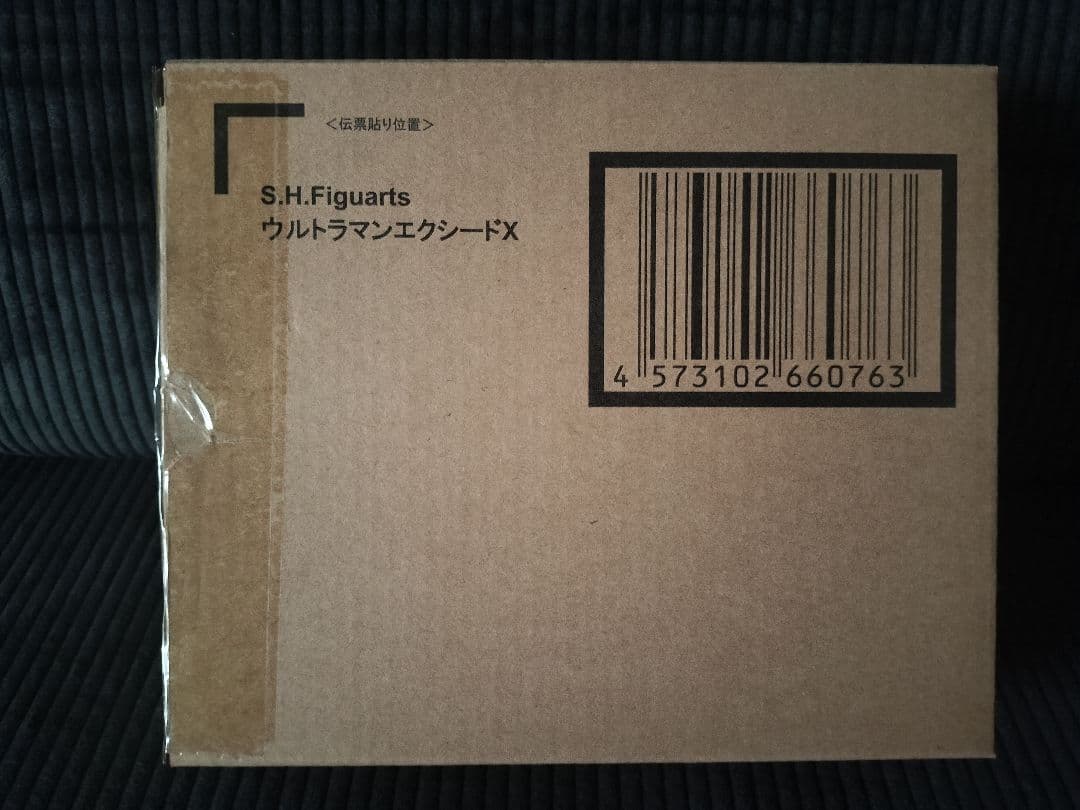 ＜伝票貼り位置＞
S.H.Figuarts
ウルトラマンエクシードX
4 573102 660763